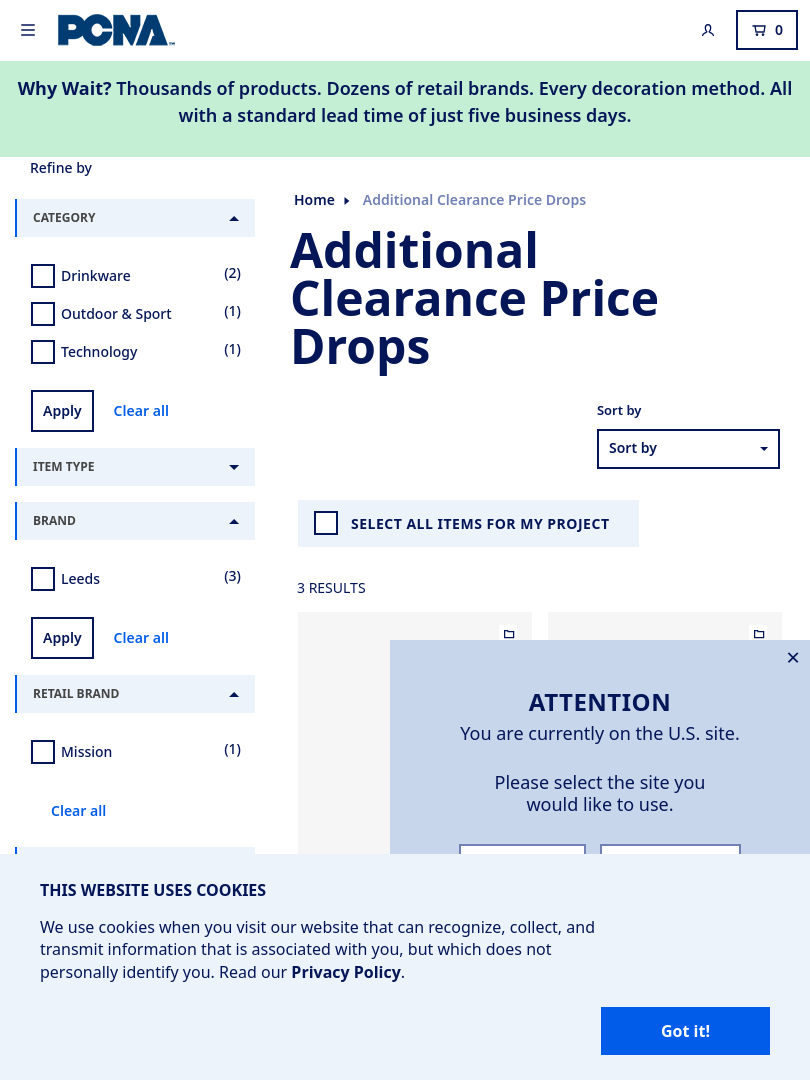 PCNA
0
Why Wait? Thousands of products. Dozens of retail brands. Every decoration method. All
with a standard lead time of just five business days.
Refine by
CATEGORY
Drinkware (2)
Outdoor & Sport (1)
Technology (1)
Apply Clear all
ITEM TYPE
BRAND
Leeds (3)
Apply Clear all
RETAIL BRAND
Mission (1)
Clear all
Home Additional Clearance Price Drops
Additional
Clearance Price
Drops
Sort by
Sort by
SELECT ALL ITEMS FOR MY PROJECT
3 RESULTS
ATTENTION
You are currently on the U.S. site.
Please select the site you
would like to use.
THIS WEBSITE USES COOKIES
We use cookies when you visit our website that can recognize, collect, and
transmit information that is associated with you, but which does not
personally identify you. Read our Privacy Policy.
Got it!